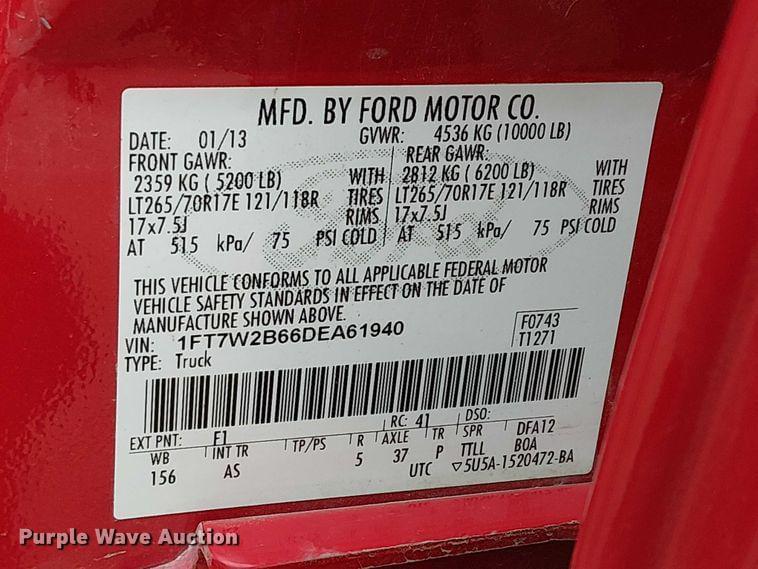 MFD. BY FORD MOTOR CO.
DATE: 01/13 GVWR: 4536 KG (10000 LB)
FRONT GAWR: REAR GAWR:
2359 KG ( 5200 LB) WITH 2812 KG ( 6200 LB) WITH
LT265/70R17E 121/118R TIRES LT265/70R17E 121/118R TIRES
17x7.5J RIMS 17x7.5J RIMS
AT 515 kPa/ 75 PSI COLD AT 515 kPa/ 75 PSI COLD
THIS VEHICLE CONFORMS TO ALL APPLICABLE FEDERAL MOTOR
VEHICLE SAFETY STANDARDS IN EFFECT ON THE DATE OF
MANUFACTURE SHOWN ABOVE.
VIN: 1FT7W2B66DEA61940 F0743
TYPE: Truck T1271
EXT PNT: F1 RC: 41 DSO:
WB INT TR TP/PS R AXLE TR SPR DFA12
156 AS 5 37 P TTLL BOA
UTC ▽5U5A-1520472-BA
Purple Wave Auction